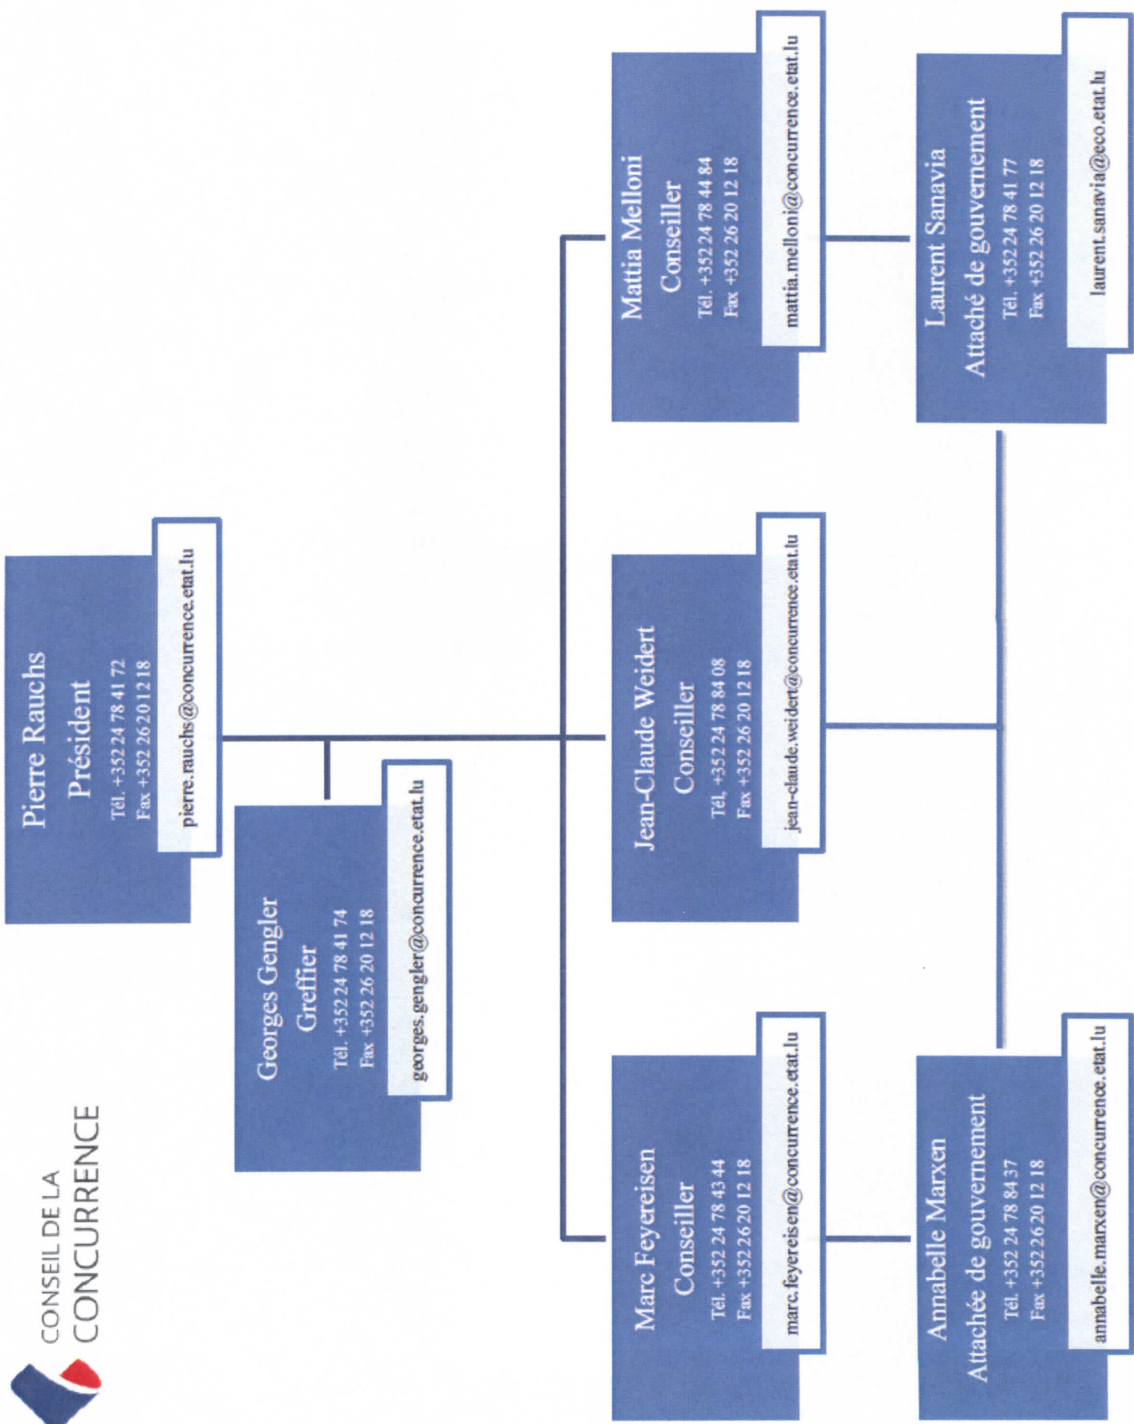 CONSEIL DE LA
CONCURRENCE
Pierre Rauchs
Président
Tél. +352 24 78 41 72
Fax +352 26 20 12 18
pierre.rauchs@concurrence.etat.lu
Georges Gengler
Greffier
Tél. +352 24 78 41 74
Fax +352 26 20 12 18
georges.gengler@concurrence.etat.lu
Marc Feyereisen
Conseiller
Tél. +352 24 78 43 44
Fax +352 26 20 12 18
marc.feyereisen@concurrence.etat.lu
Jean-Claude Weidert
Conseiller
Tél, +352 24 78 84 08
Fax +352 26 20 12 18
jean-claude.weidert@concurrence.etat.lu
Mattia Melloni
Conseiller
Tél. +352 24 78 44 84
Fax +352 26 20 12 18
mattia.melloni@concurrence.etat.lu
Annabelle Marxen
Attachée de gouvernement
Tél. +352 24 78 84 37
Fax +352 26 20 12 18
annabelle.marxen@concurrence.etat.lu
Laurent Sanavia
Attaché de gouvernement
Tél. +352 24 78 41 77
Fax +352 26 20 12 18
laurent.sanavia@eco.etat.lu